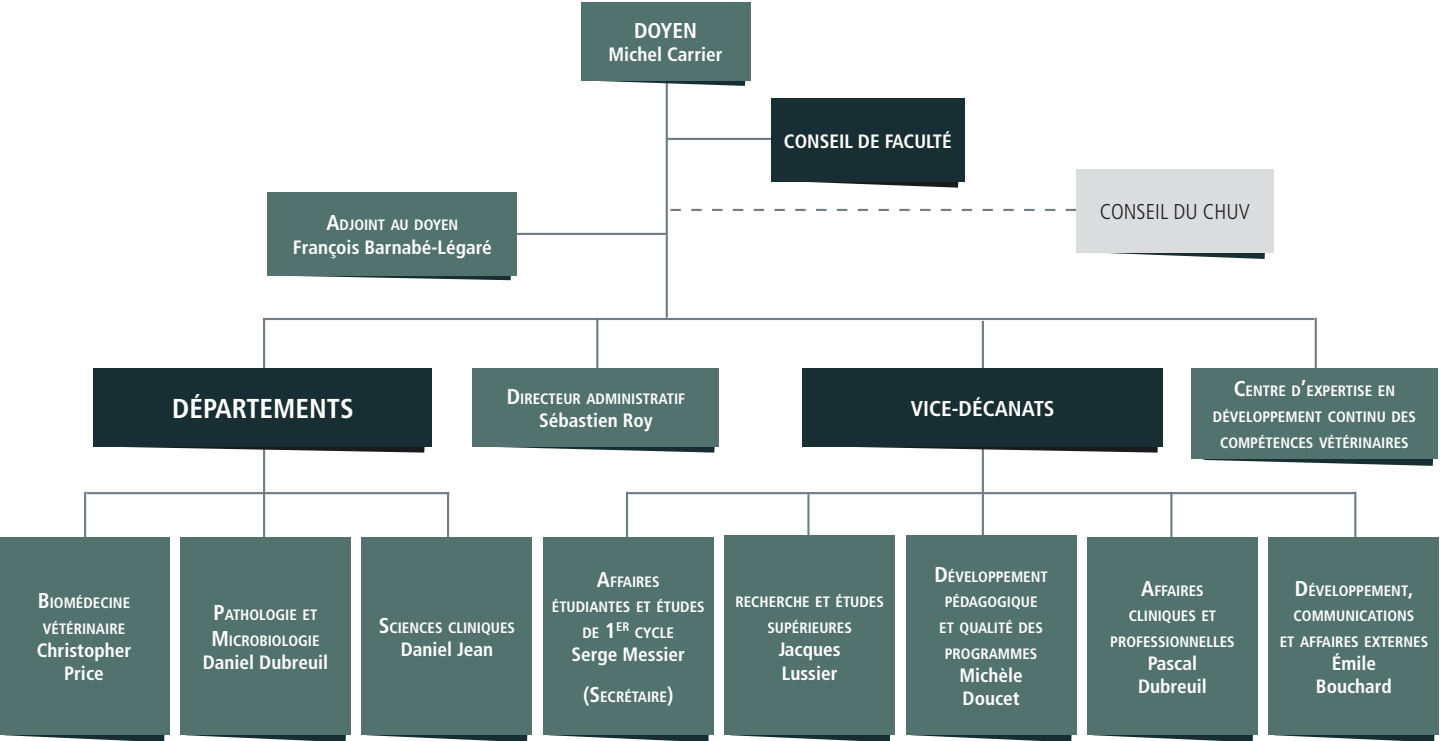 DOYEN
Michel Carrier
CONSEIL DE FACULTÉ
CONSEIL DU CHUV
Adjoint au doyen
François Barnabé-Légaré
DÉPARTEMENTS
Directeur administratif
Sébastien Roy
VICE-DÉCANATS
Centre d'expertise en
développement continu des
compétences vétérinaires
Biomédecine
vétérinaire
Christopher
Price
Pathologie et
Microbiologie
Daniel Dubreuil
Sciences cliniques
Daniel Jean
Affaires
étudiantes et études
de 1er cycle
Serge Messier
(Secrétaire)
recherche et études
supérieures
Jacques
Lussier
Développement
pédagogique
et qualité des
programmes
Michèle
Doucet
Affaires
cliniques et
professionnelles
Pascal
Dubreuil
Développement,
communications
et affaires externes
Émile
Bouchard